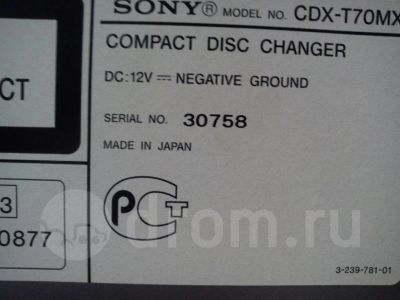 SONY® MODEL NO. CDX-T70MX
COMPACT DISC CHANGER
DC:12V ⎓ NEGATIVE GROUND
SERIAL NO. 30758
MADE IN JAPAN
CT
3
0877
РСТ
drom.ru
3-239-781-01